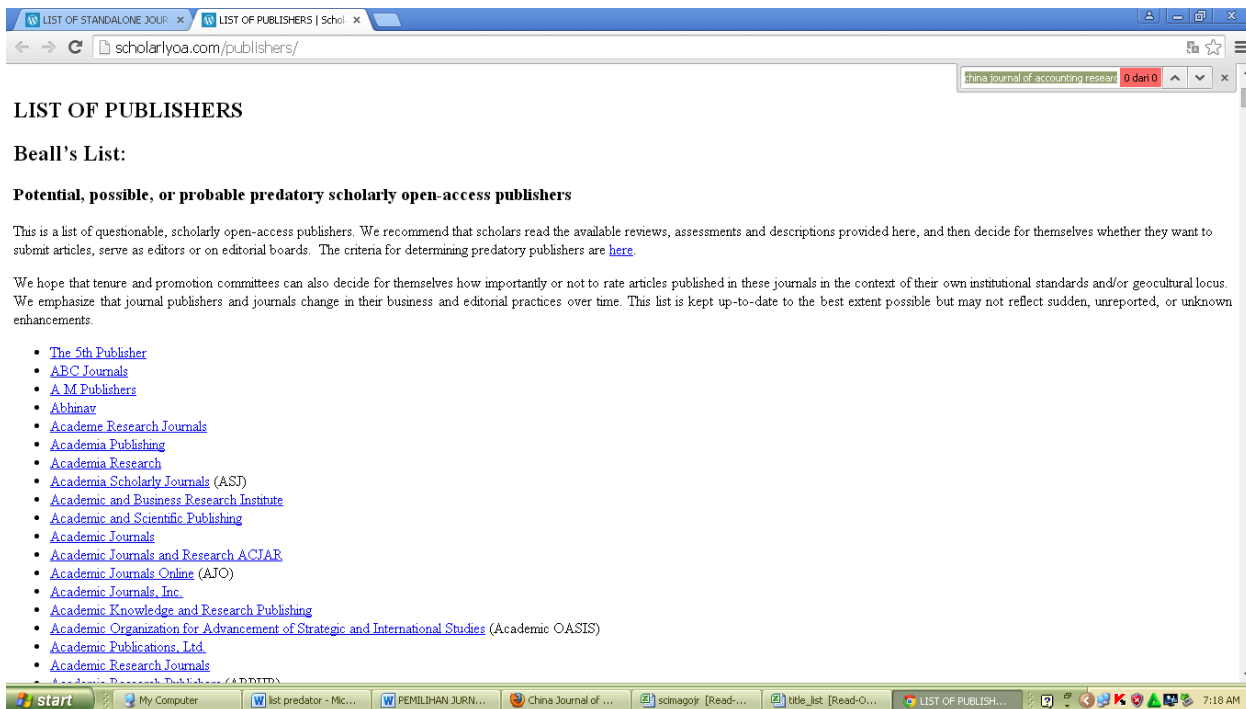 LIST OF STANDALONE JOUR
LIST OF PUBLISHERS | Schol
scholarlyoa.com/publishers/
china journal of accounting researc 0 dari 0
LIST OF PUBLISHERS
Beall’s List:
Potential, possible, or probable predatory scholarly open-access publishers
This is a list of questionable, scholarly open-access publishers. We recommend that scholars read the available reviews, assessments and descriptions provided here, and then decide for themselves whether they want to
submit articles, serve as editors or on editorial boards.  The criteria for determining predatory publishers are here.
We hope that tenure and promotion committees can also decide for themselves how importantly or not to rate articles published in these journals in the context of their own institutional standards and/or geocultural locus.
We emphasize that journal publishers and journals change in their business and editorial practices over time. This list is kept up-to-date to the best extent possible but may not reflect sudden, unreported, or unknown
enhancements.
• The 5th Publisher
• ABC Journals
• A M Publishers
• Abhinav
• Academe Research Journals
• Academia Publishing
• Academia Research
• Academia Scholarly Journals (ASJ)
• Academic and Business Research Institute
• Academic and Scientific Publishing
• Academic Journals
• Academic Journals and Research ACJAR
• Academic Journals Online (AJO)
• Academic Journals, Inc.
• Academic Knowledge and Research Publishing
• Academic Organization for Advancement of Strategic and International Studies (Academic OASIS)
• Academic Publications, Ltd.
• Academic Research Journals
start
My Computer
list predator - Mic...
PEMILIHAN JURN...
China Journal of ...
scimagojr [Read-...
title_list [Read-O...
LIST OF PUBLISH...
7:18 AM